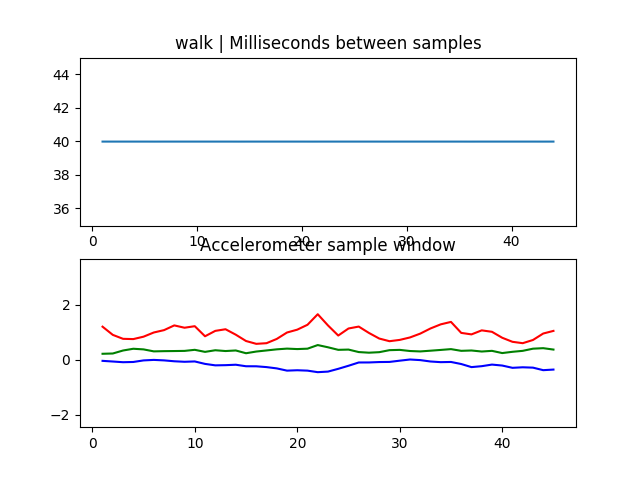 walk | Milliseconds between samples
44
42
40
38
36
0 10 20 30 40
Accelerometer sample window
2
0
−2
0 10 20 30 40